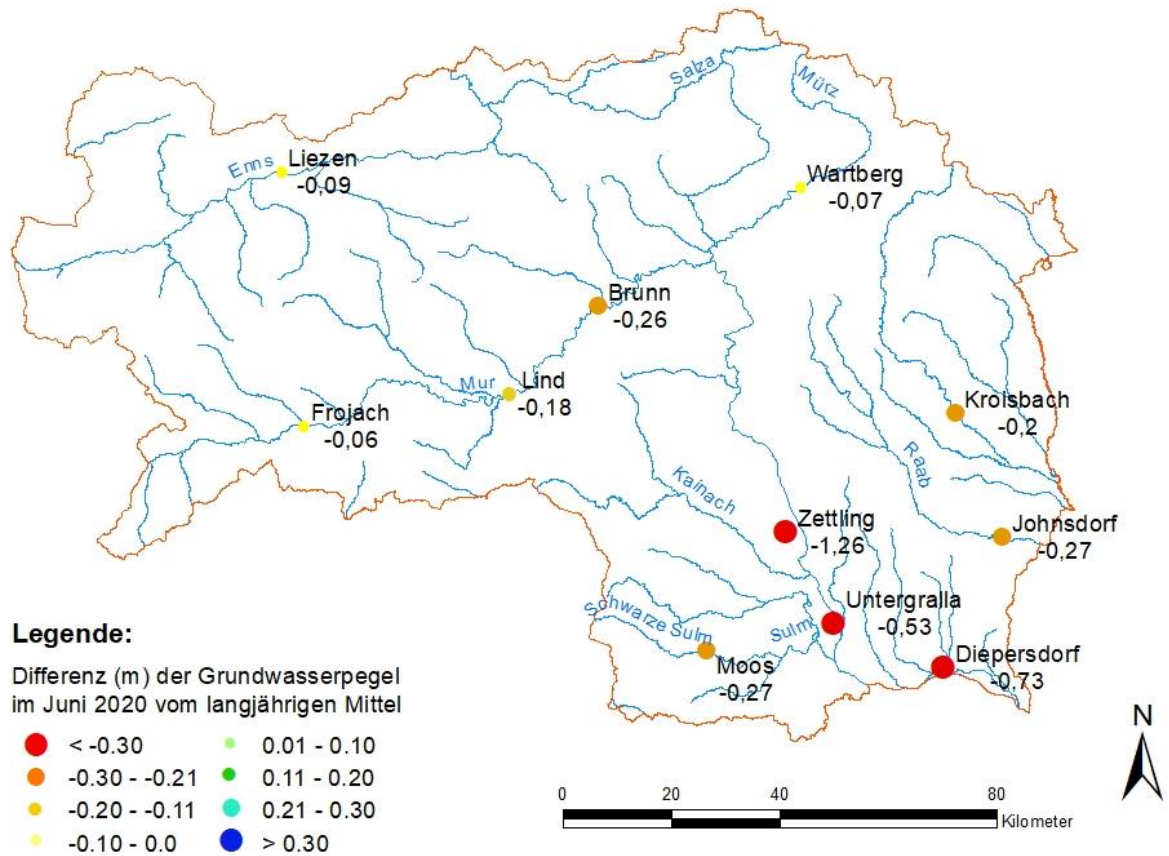 Salza
Mürz
Enns
Liezen
-0,09
Wartberg
-0,07
Brunn
-0,26
Mur
Lind
-0,18
Frojach
-0,06
Kroisbach
-0,2
Raab
Kainach
Zettling
-1,26
Johnsdorf
-0,27
Untergralla
-0,53
Schwarze Sulm
Sulm
Moos
-0,27
Diepersdorf
-0,73
Legende:
Differenz (m) der Grundwasserpegel
im Juni 2020 vom langjährigen Mittel
< -0.30
-0.30 - -0.21
-0.20 - -0.11
-0.10 - 0.0
0.01 - 0.10
0.11 - 0.20
0.21 - 0.30
> 0.30
0 20 40 80
Kilometer
N